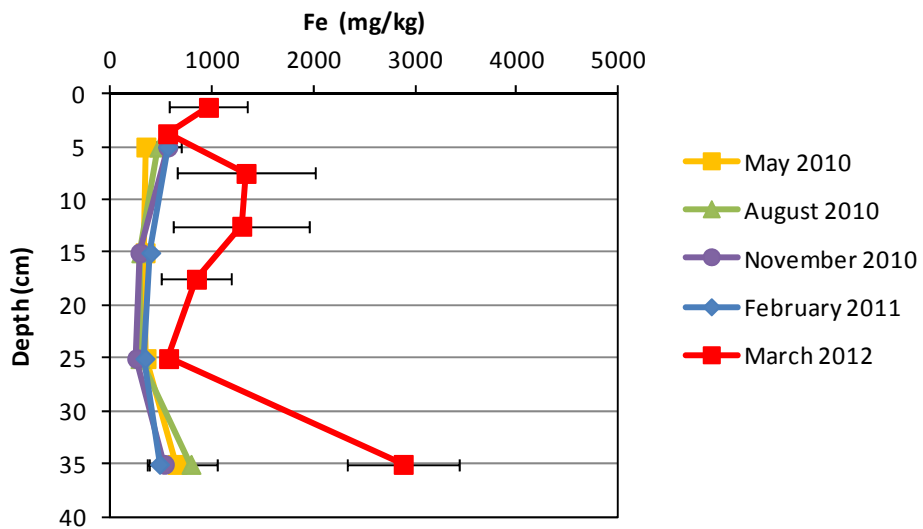 Fe (mg/kg)
0 1000 2000 3000 4000 5000
0
5
10
15
20
25
30
35
40
Depth (cm)
May 2010
August 2010
November 2010
February 2011
March 2012